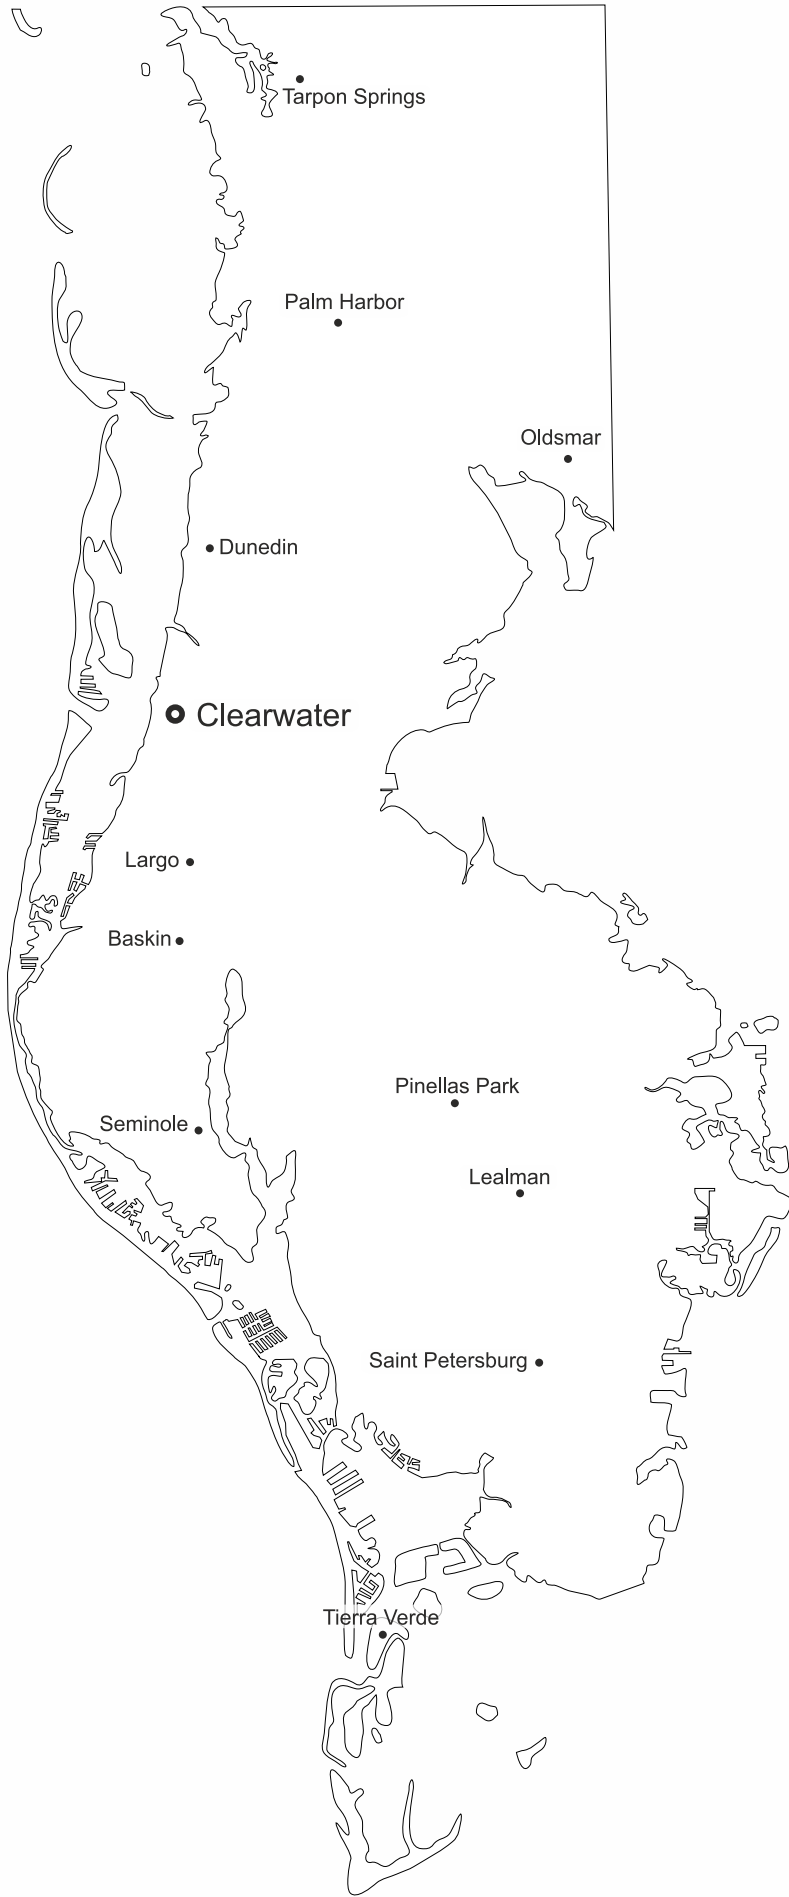 Tarpon Springs
Palm Harbor
Oldsmar
Dunedin
Clearwater
Largo
Baskin
Pinellas Park
Seminole
Lealman
Saint Petersburg
Tierra Verde